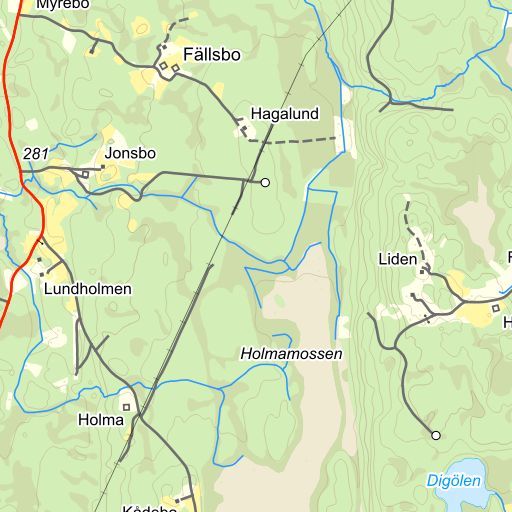 Myrebo
Fällsbo
Hagalund
281
Jonsbo
Liden
Lundholmen
Holmamossen
Holma
Digölen